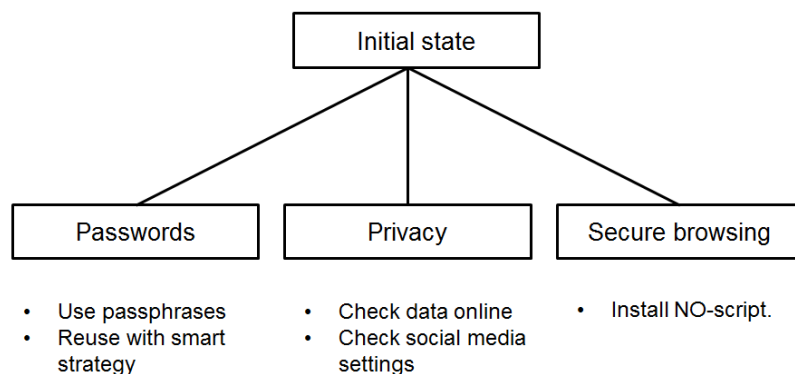 Initial state
Passwords
Privacy
Secure browsing
• Use passphrases
• Reuse with smart
strategy
• Check data online
• Check social media
settings
• Install NO-script.